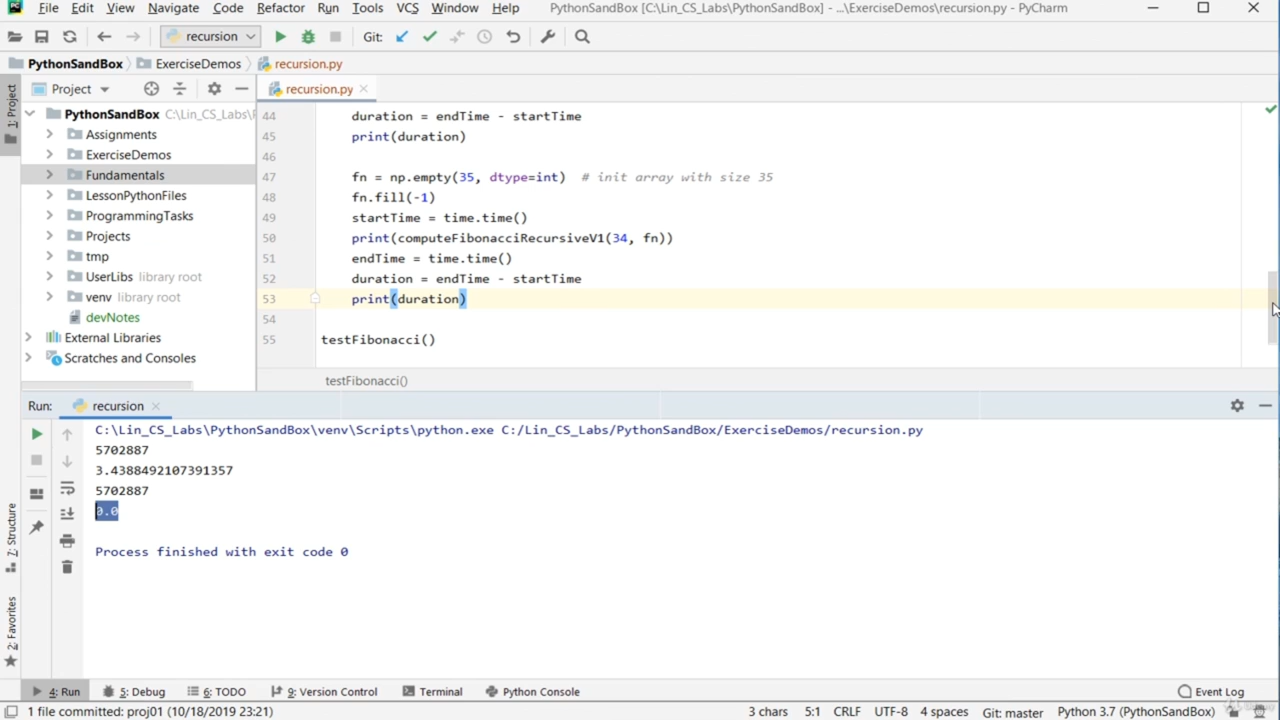 File Edit View Navigate Code Refactor Run Tools VCS Window Help PythonSandBox [C:\Lin_CS_Labs\PythonSandBox] - ...\ExerciseDemos\recursion.py - PyCharm
recursion Git:
PythonSandBox ExerciseDemos recursion.py
1: Project
Project
recursion.py
PythonSandBox C:\Lin_CS_Labs\
Assignments
ExerciseDemos
Fundamentals
LessonPythonFiles
ProgrammingTasks
Projects
tmp
UserLibs library root
venv library root
devNotes
External Libraries
Scratches and Consoles
44 duration = endTime - startTime
45 print(duration)
46
47 fn = np.empty(35, dtype=int) # init array with size 35
48 fn.fill(-1)
49 startTime = time.time()
50 print(computeFibonacciRecursiveV1(34, fn))
51 endTime = time.time()
52 duration = endTime - startTime
53 print(duration)
54
55 testFibonacci()
testFibonacci()
Run: recursion
C:\Lin_CS_Labs\PythonSandBox\venv\Scripts\python.exe C:/Lin_CS_Labs/PythonSandBox/ExerciseDemos/recursion.py
5702887
3.4388492107391357
5702887
0.0
Process finished with exit code 0
7: Structure
2: Favorites
4: Run 5: Debug 6: TODO 9: Version Control Terminal Python Console Event Log
1 file committed: proj01 (10/18/2019 23:21) 3 chars 5:1 CRLF UTF-8 4 spaces Git: master Python 3.7 (PythonSandBox)